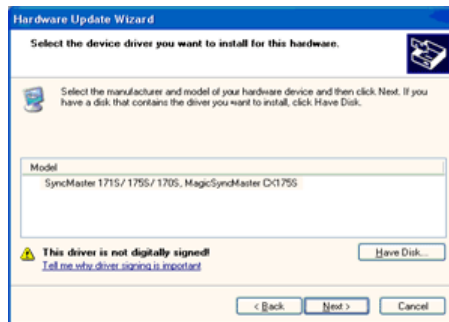 Hardware Update Wizard
Select the device driver you want to install for this hardware.
Select the manufacturer and model of your hardware device and then click Next. If you
have a disk that contains the driver you want to install, click Have Disk.
Model
SyncMaster 171S/ 175S/ 170S, MagicSyncMaster CX175S
This driver is not digitally signed!
Have Disk...
Tell me why driver signing is important
< Back
Next >
Cancel